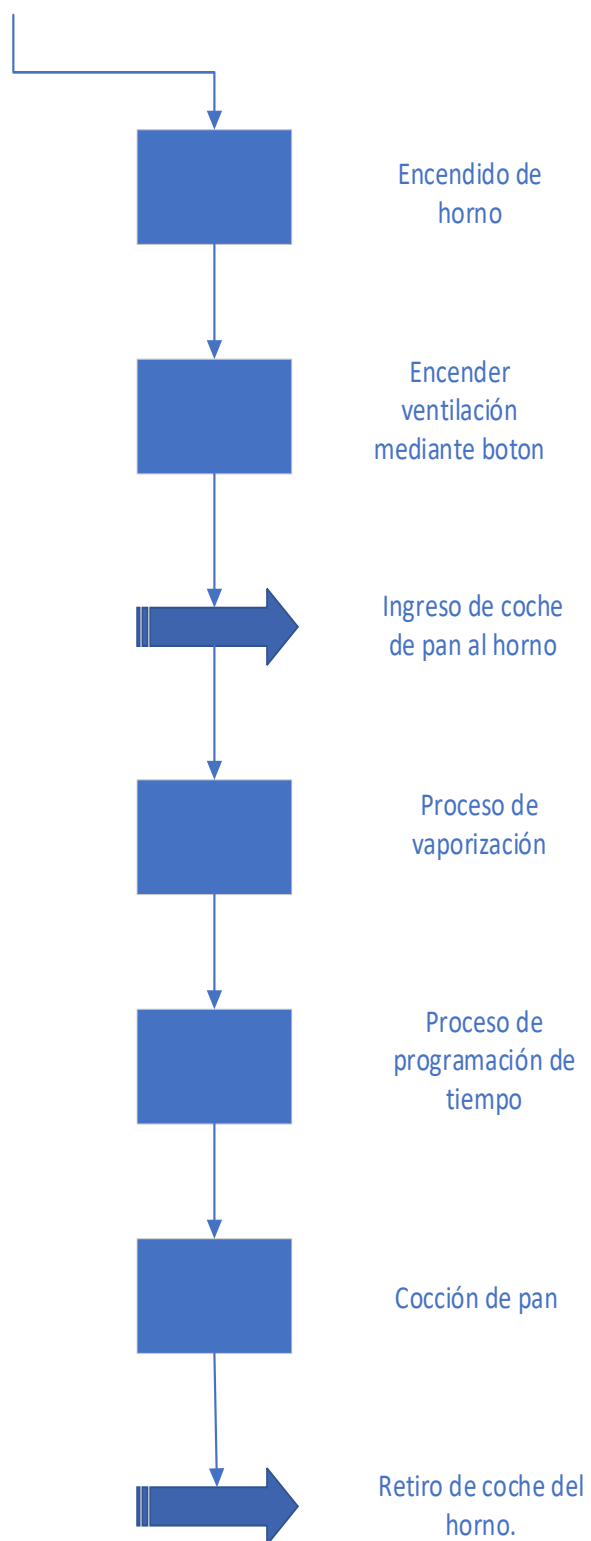 Encendido de
horno
Encender
ventilación
mediante boton
Ingreso de coche
de pan al horno
Proceso de
vaporización
Proceso de
programación de
tiempo
Cocción de pan
Retiro de coche del
horno.